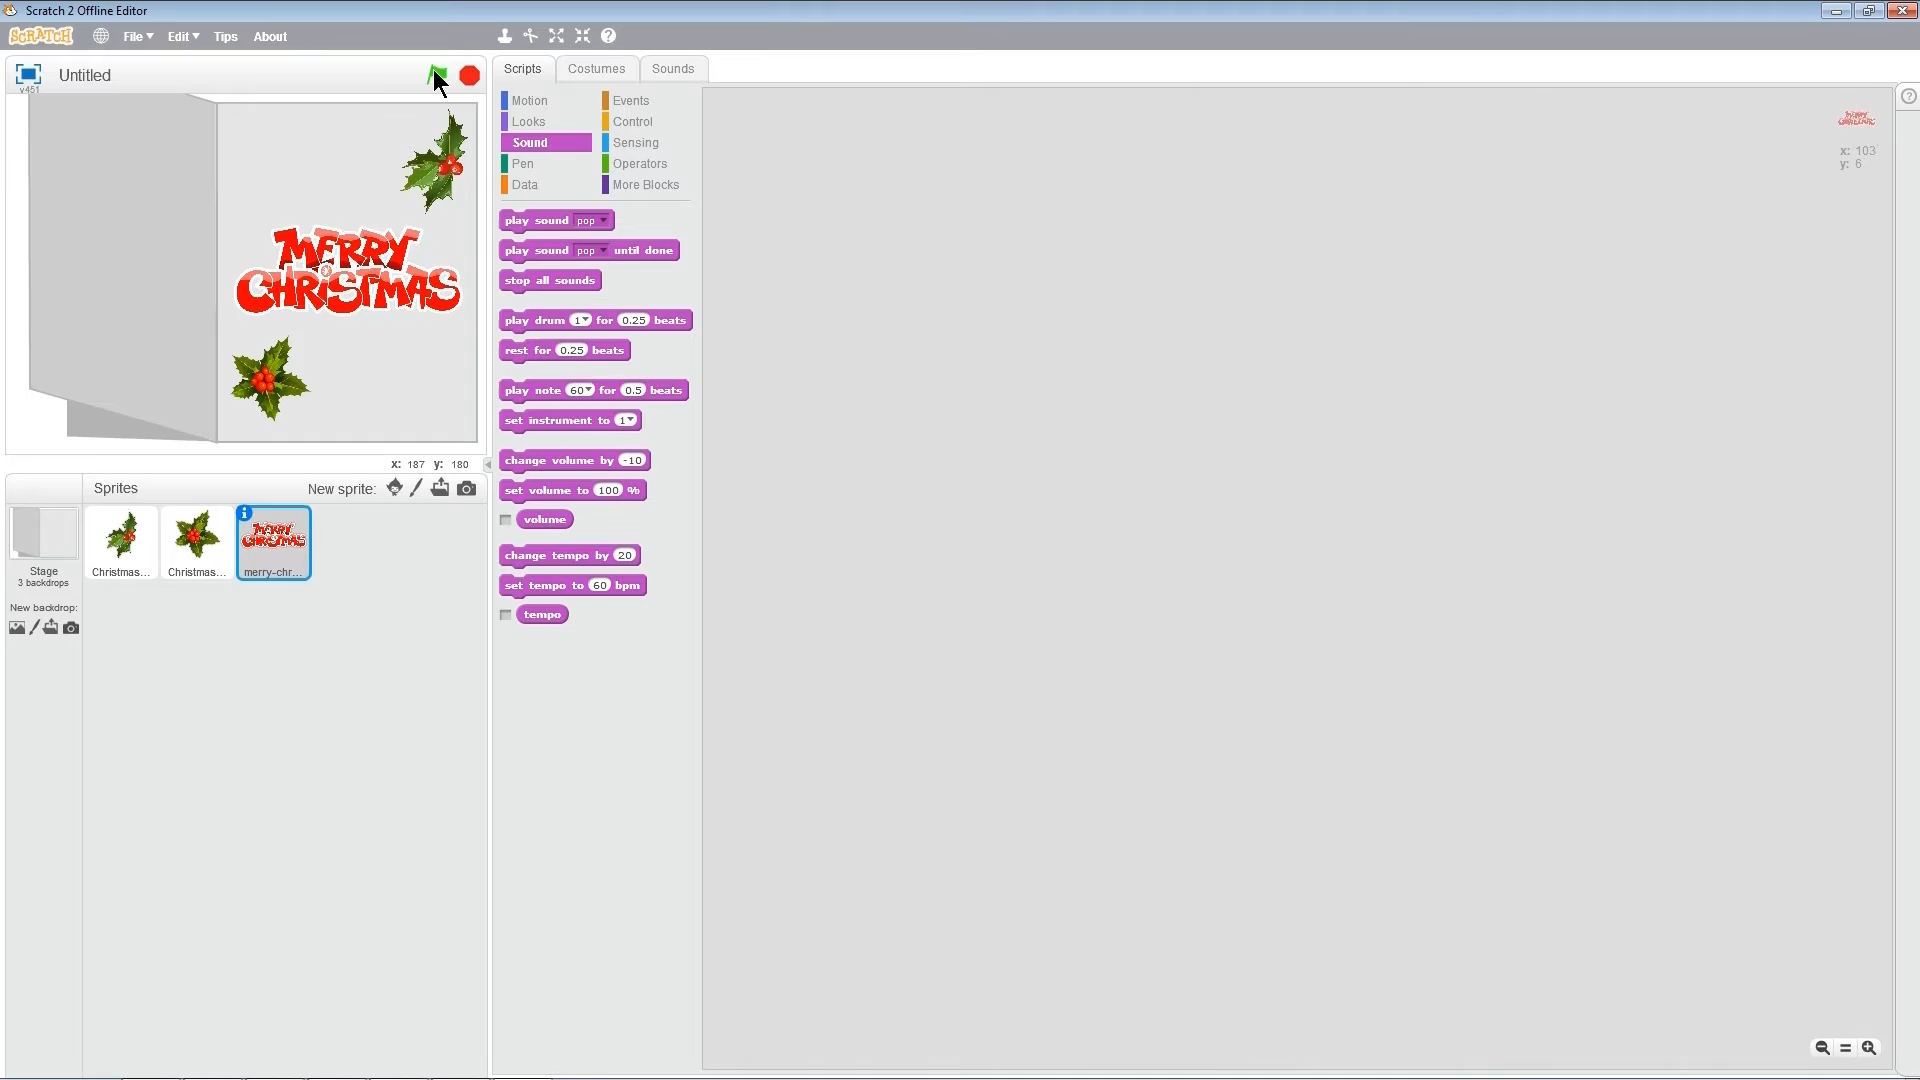 Scratch 2 Offline Editor
SCRATCH File Edit Tips About
v451 Untitled
Scripts Costumes Sounds
Motion Events
Looks Control
Sound Sensing
Pen Operators
Data More Blocks
MERRY
CHRISTMAS
play sound pop
play sound pop until done
stop all sounds
play drum 1 for 0.25 beats
rest for 0.25 beats
play note 60 for 0.5 beats
set instrument to 1
change volume by -10
set volume to 100 %
volume
change tempo by 20
set tempo to 60 bpm
tempo
MERRY
CHRISTMAS
x: 103
y: 6
x: 187 y: 180
Sprites New sprite:
MERRY
CHRISTMAS
Christmas... Christmas... merry-chr...
Stage
3 backdrops
New backdrop: